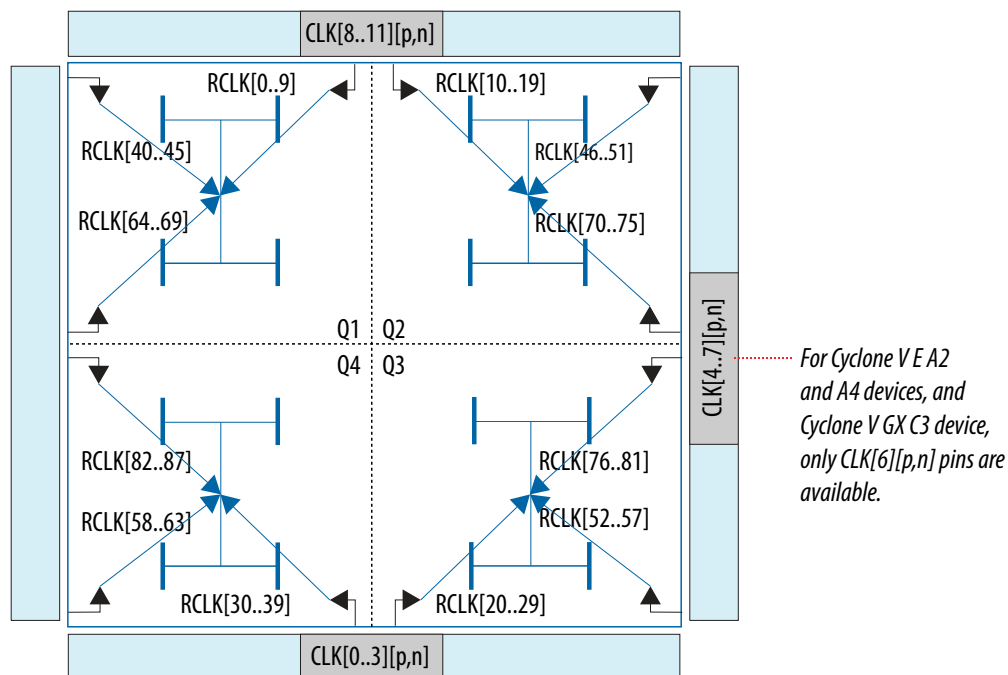 CLK[8..11][p,n]
RCLK[0..9]
RCLK[10..19]
RCLK[40..45]
RCLK[46..51]
RCLK[64..69]
RCLK[70..75]
Q1
Q2
Q4
Q3
CLK[4..7][p,n]
For Cyclone V E A2
and A4 devices, and
Cyclone V GX C3 device,
only CLK[6][p,n] pins are
available.
RCLK[82..87]
RCLK[76..81]
RCLK[58..63]
RCLK[52..57]
RCLK[30..39]
RCLK[20..29]
CLK[0..3][p,n]